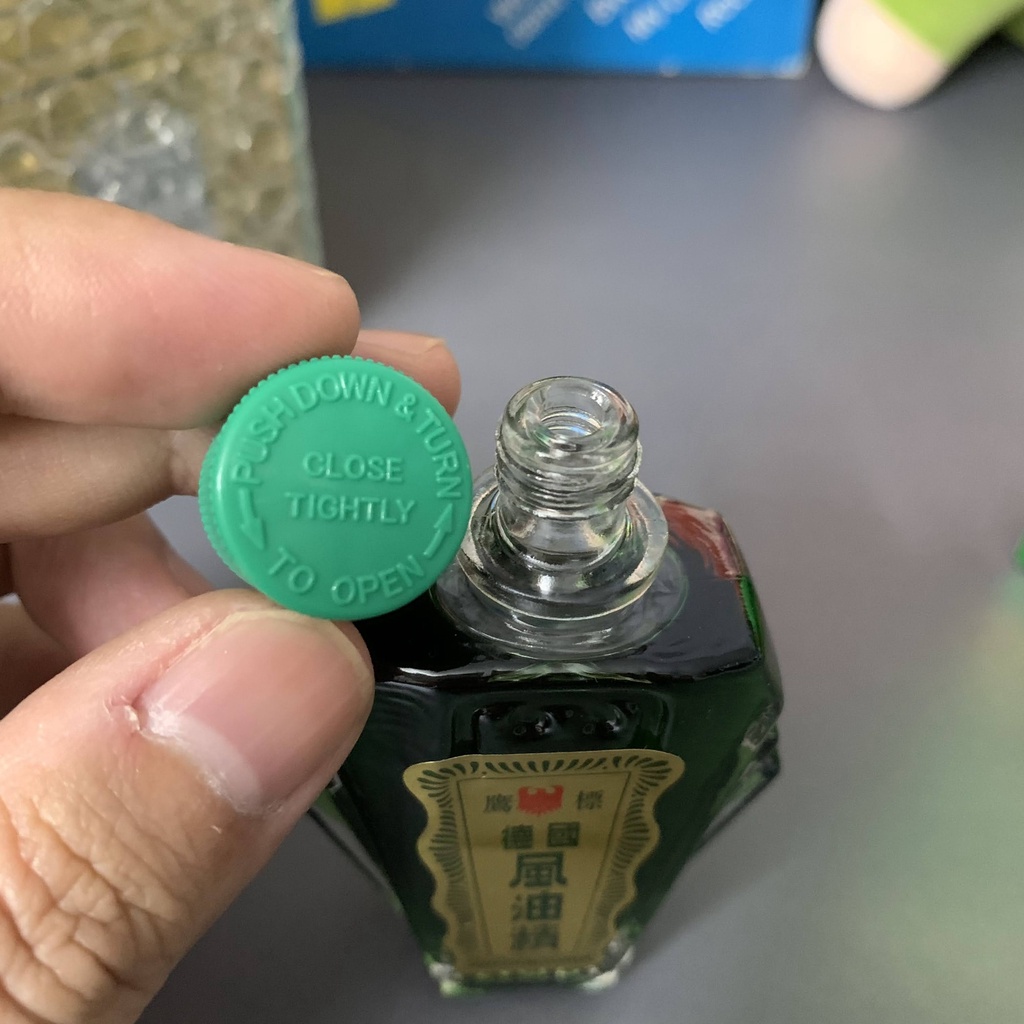 PUSH DOWN & TURN
TO OPEN
CLOSE
TIGHTLY
鷹 標
德國
風
油
精